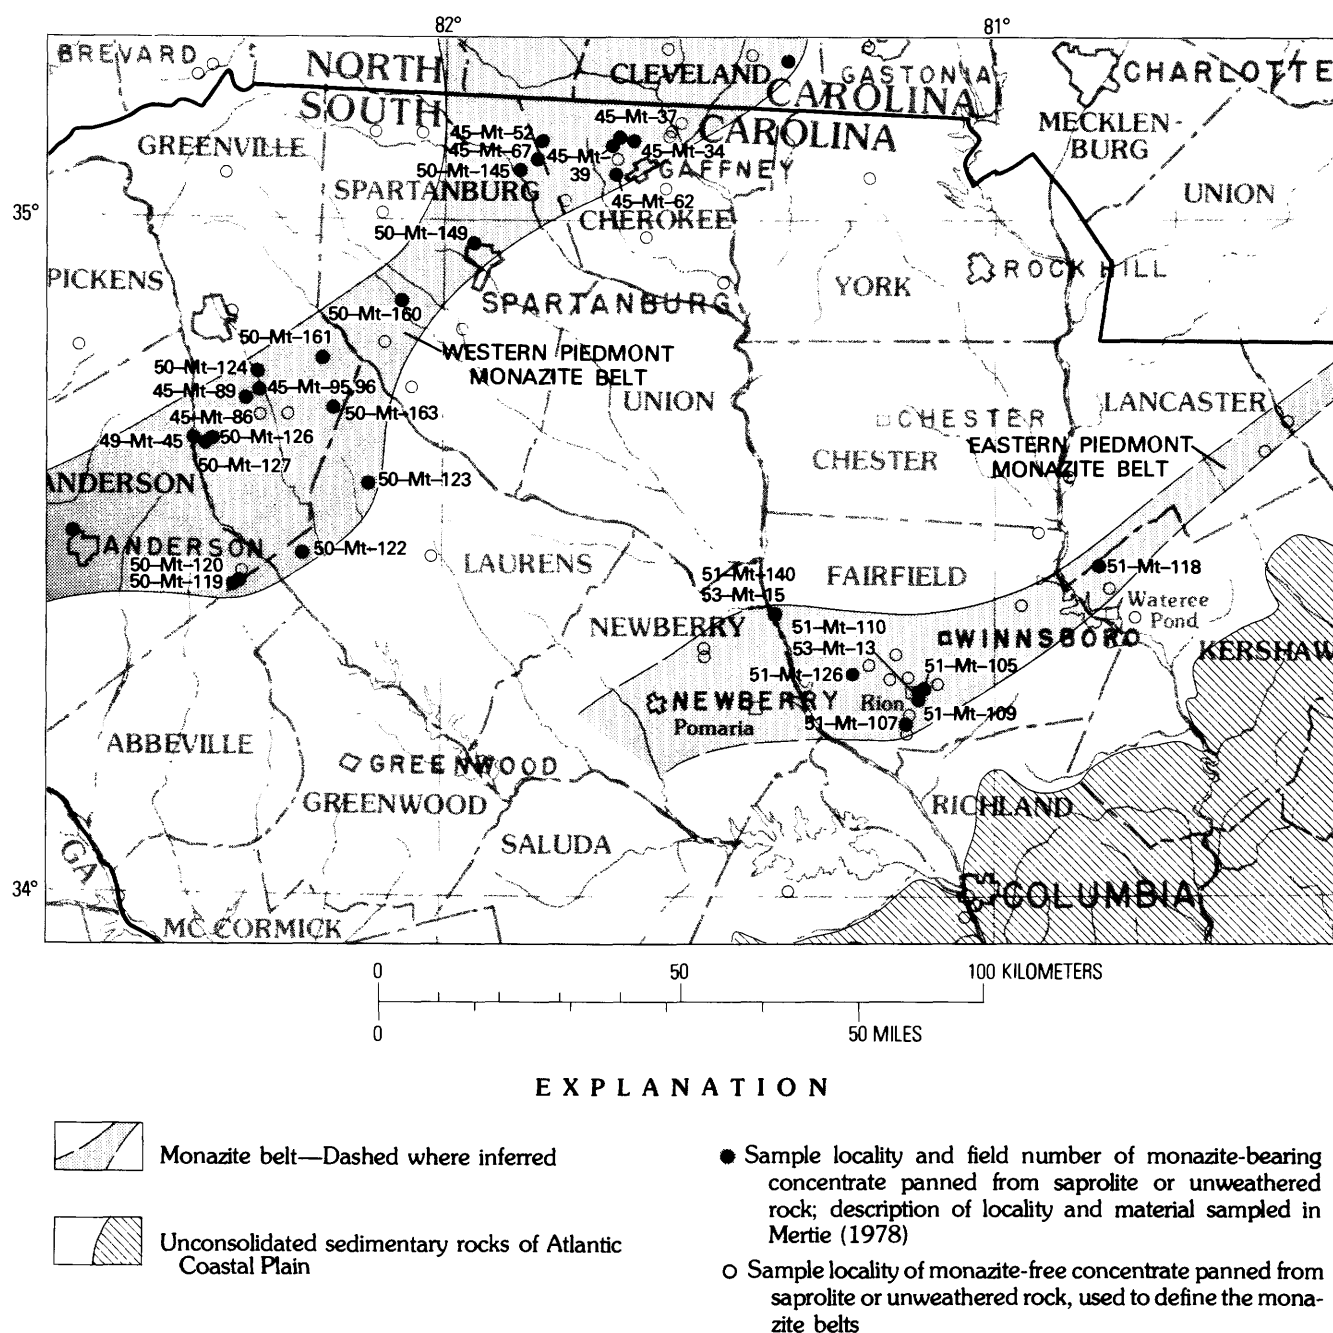 82°
81°
BREVARD
NORTH
CLEVELAND
GASTONIA
CHARLOTTE
CAROLINA
SOUTH
CAROLINA
MECKLEN-
BURG
GREENVILLE
45–Mt–37
45–Mt–52
45–Mt–67
50–Mt–145
45–Mt–
39
45–Mt–34
GAFFNEY
SPARTANBURG
45–Mt–62
CHEROKEE
UNION
35°
50–Mt–149
PICKENS
ROCK HILL
YORK
SPARTANBURG
50–Mt–160
50–Mt–161
WESTERN PIEDMONT
MONAZITE BELT
50–Mt–124
45–Mt–89
45–Mt–95,96
45–Mt–86
50–Mt–163
UNION
LANCASTER
CHESTER
49–Mt–45
50–Mt–126
50–Mt–127
CHESTER
EASTERN PIEDMONT
MONAZITE BELT
ANDERSON
50–Mt–123
ANDERSON
50–Mt–122
50–Mt–120
50–Mt–119
LAURENS
51–Mt–140
53–Mt–15
FAIRFIELD
51–Mt–118
Wateree
Pond
NEWBERRY
51–Mt–110
53–Mt–13
WINNSBORO
KERSHAW
51–Mt–126
51–Mt–105
NEWBERRY
Rion
Pomaria
51–Mt–107
51–Mt–109
ABBEVILLE
GREENWOOD
GREENWOOD
RICHLAND
SALUDA
GA
34°
COLUMBIA
MC CORMICK
0 50 100 KILOMETERS
0 50 MILES
EXPLANATION
Monazite belt—Dashed where inferred
Unconsolidated sedimentary rocks of Atlantic
Coastal Plain
Sample locality and field number of monazite-bearing
concentrate panned from saprolite or unweathered
rock; description of locality and material sampled in
Mertie (1978)
Sample locality of monazite-free concentrate panned from
saprolite or unweathered rock, used to define the mona-
zite belts